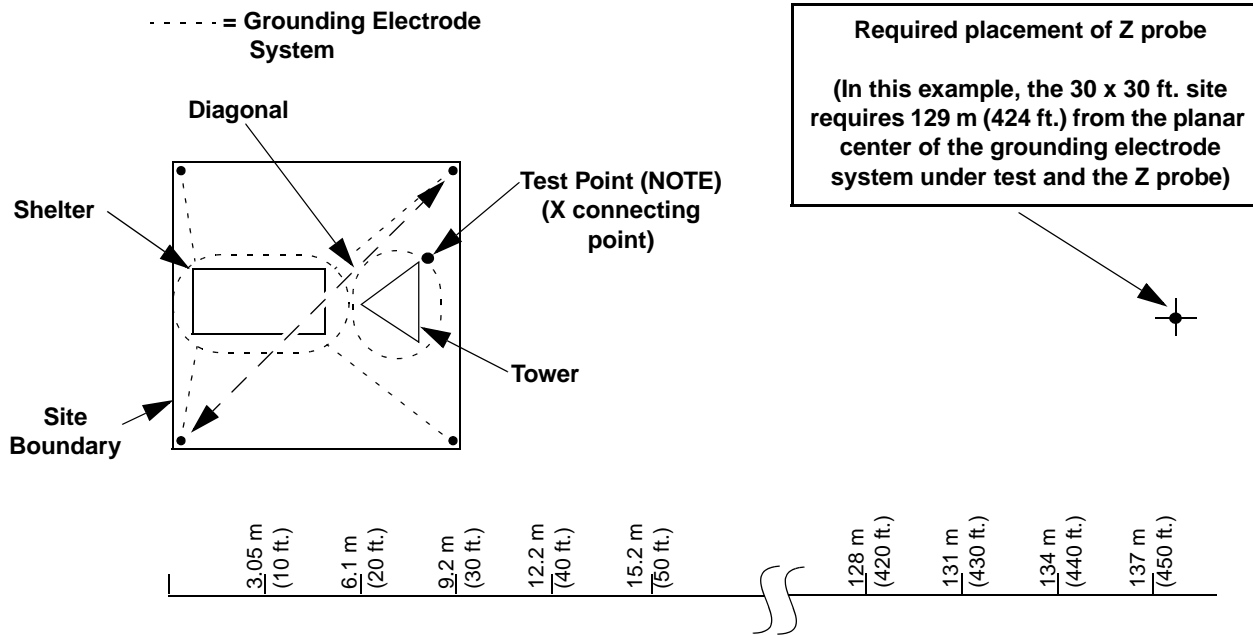 - - - - - - = Grounding Electrode
System
Required placement of Z probe
(In this example, the 30 x 30 ft. site
requires 129 m (424 ft.) from the planar
center of the grounding electrode
system under test and the Z probe)
Diagonal
Test Point (NOTE)
(X connecting
point)
Shelter
Tower
Site
Boundary
3.05 m
(10 ft.)
6.1 m
(20 ft.)
9.2 m
(30 ft.)
12.2 m
(40 ft.)
15.2 m
(50 ft.)
128 m
(420 ft.)
131 m
(430 ft.)
134 m
(440 ft.)
137 m
(450 ft.)